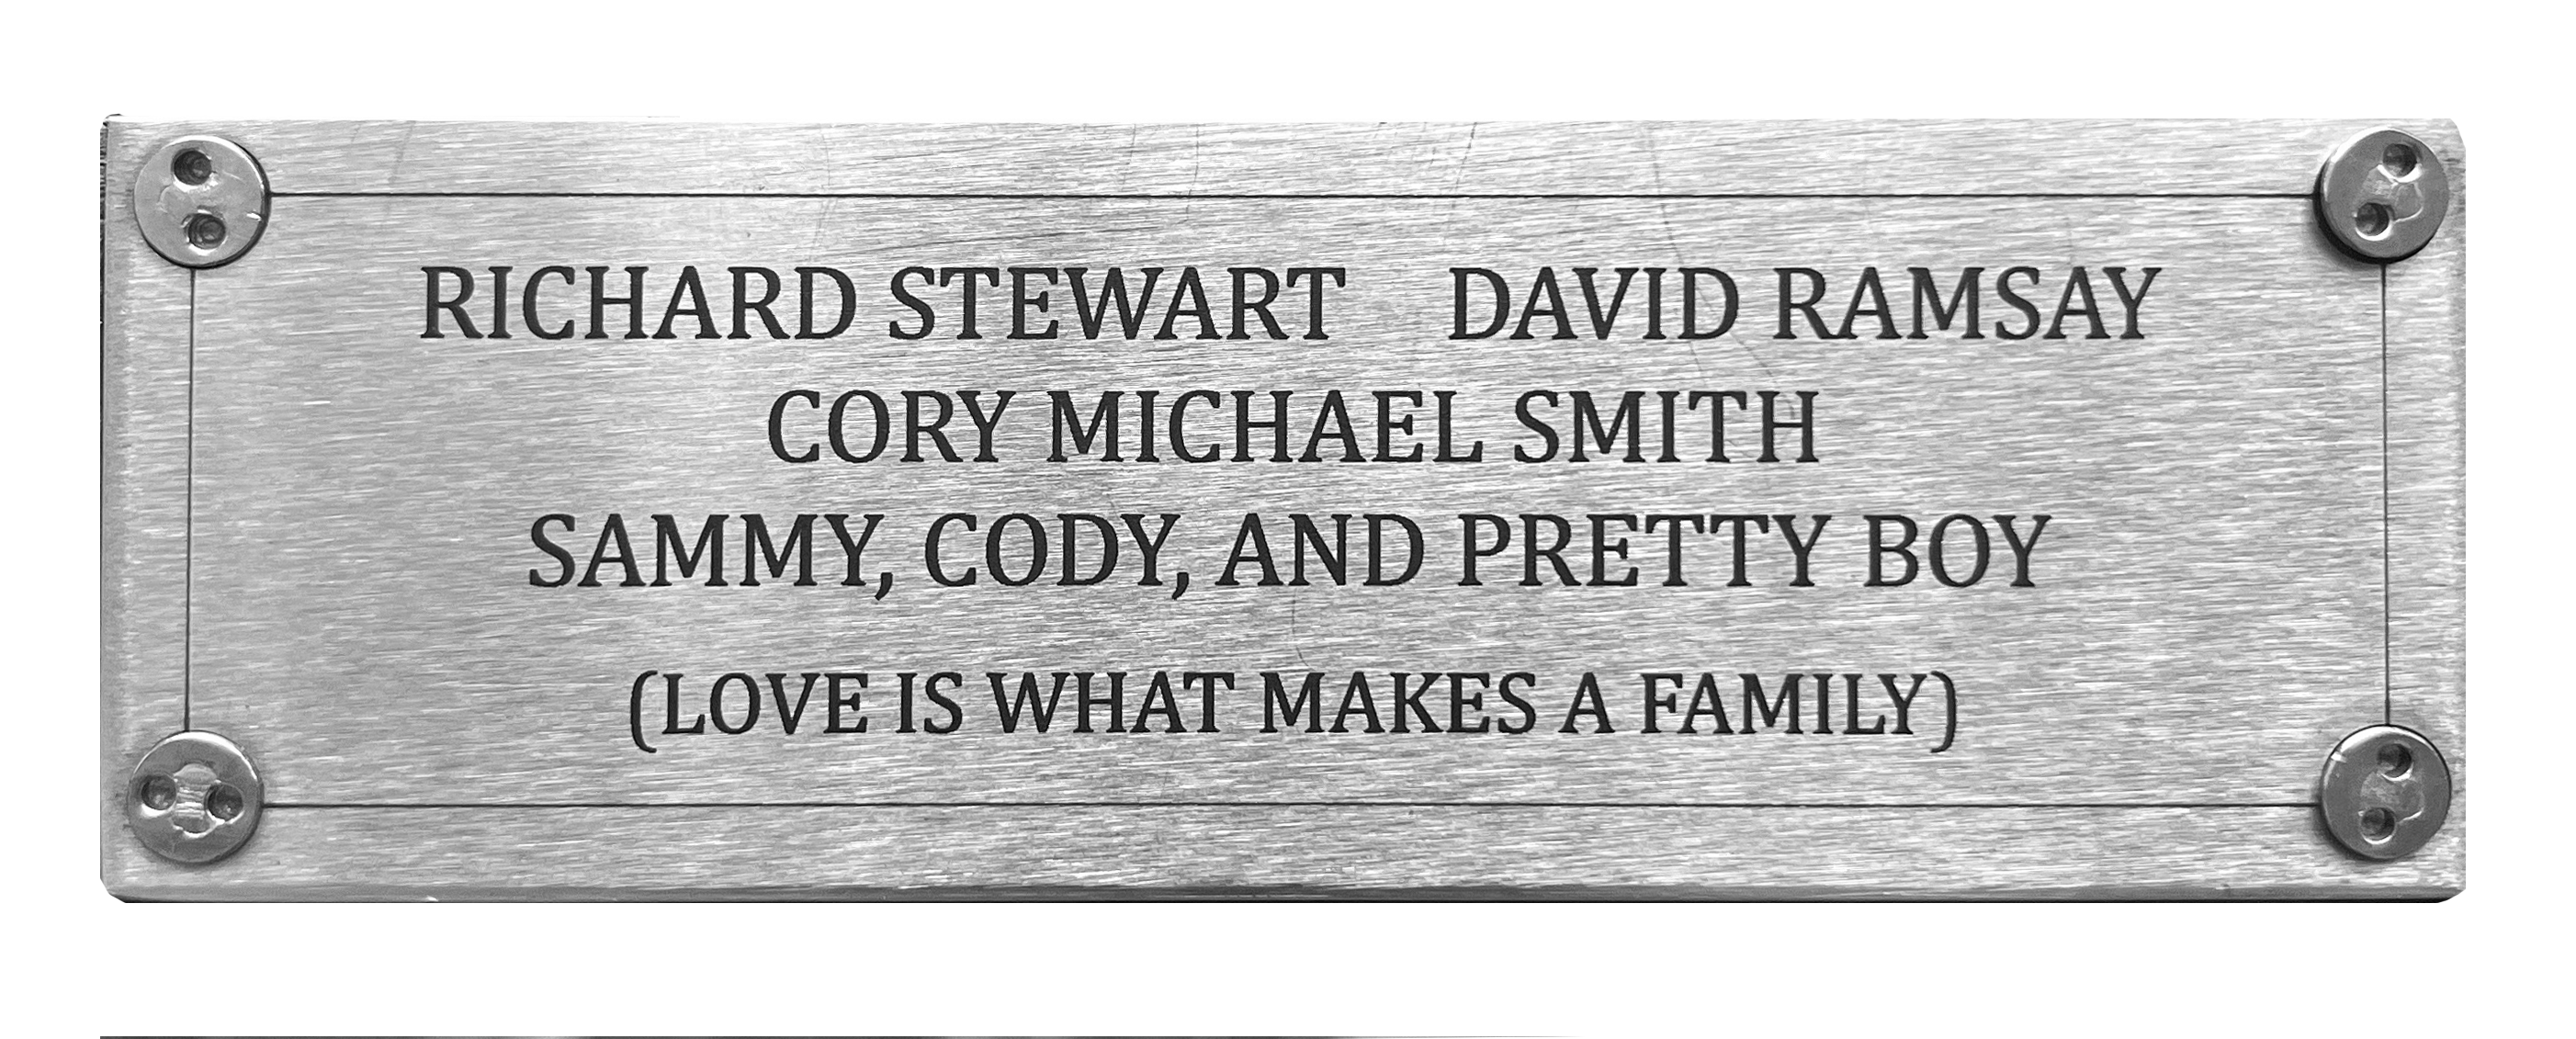 RICHARD STEWART DAVID RAMSAY
CORY MICHAEL SMITH
SAMMY, CODY, AND PRETTY BOY
(LOVE IS WHAT MAKES A FAMILY)